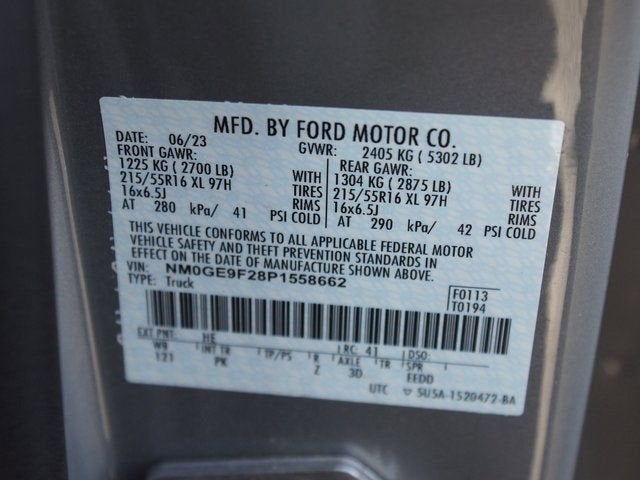 MFD. BY FORD MOTOR CO.
DATE: 06/23 GVWR: 2405 KG ( 5302 LB)
FRONT GAWR: REAR GAWR:
1225 KG ( 2700 LB) WITH 1304 KG ( 2875 LB) WITH
215/55R16 XL 97H TIRES 215/55R16 XL 97H TIRES
16x6.5J RIMS 16x6.5J RIMS
AT 280 kPa/ 41 PSI COLD AT 290 kPa/ 42 PSI COLD
THIS VEHICLE CONFORMS TO ALL APPLICABLE FEDERAL MOTOR
VEHICLE SAFETY AND THEFT PREVENTION STANDARDS IN
EFFECT ON THE DATE OF MANUFACTURE SHOWN ABOVE.
VIN: NM0GE9F28P1558662
TYPE: Truck
F0113
T0194
EXT PNT: HE RC: 41 DSO:
WB INT TR TP/PS R AXLE TR SPR
121 PK Z 3D EEDD
UTC 5U5A-1520472-BA